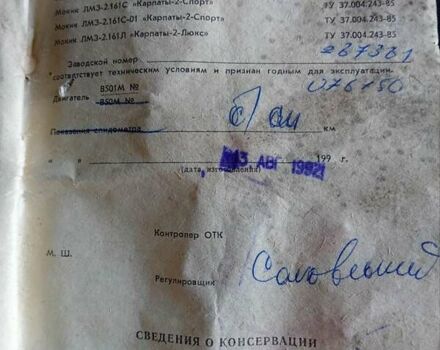 Мокик ЛМЗ-2.161С "Карпаты-2-Спорт" ТУ 37.004.243-85
Мокик ЛМЗ-2.161С-01 "Карпаты-2-Спорт" ТУ 37.004.243-85
Мокик ЛМЗ-2.161Л "Карпаты-2-Люкс" ТУ 37.004.243-85
Заводской номер 287381
соответствует техническим условиям и признан годным для эксплуатации.
В501М №
Двигатель В50М № 076150
Показания спидометра км
" " 199 г.
13 АВГ 1992
(дата изготовления)
Контролер ОТК
М. Ш.
Регулировщик
СВЕДЕНИЯ О КОНСЕРВАЦИИ